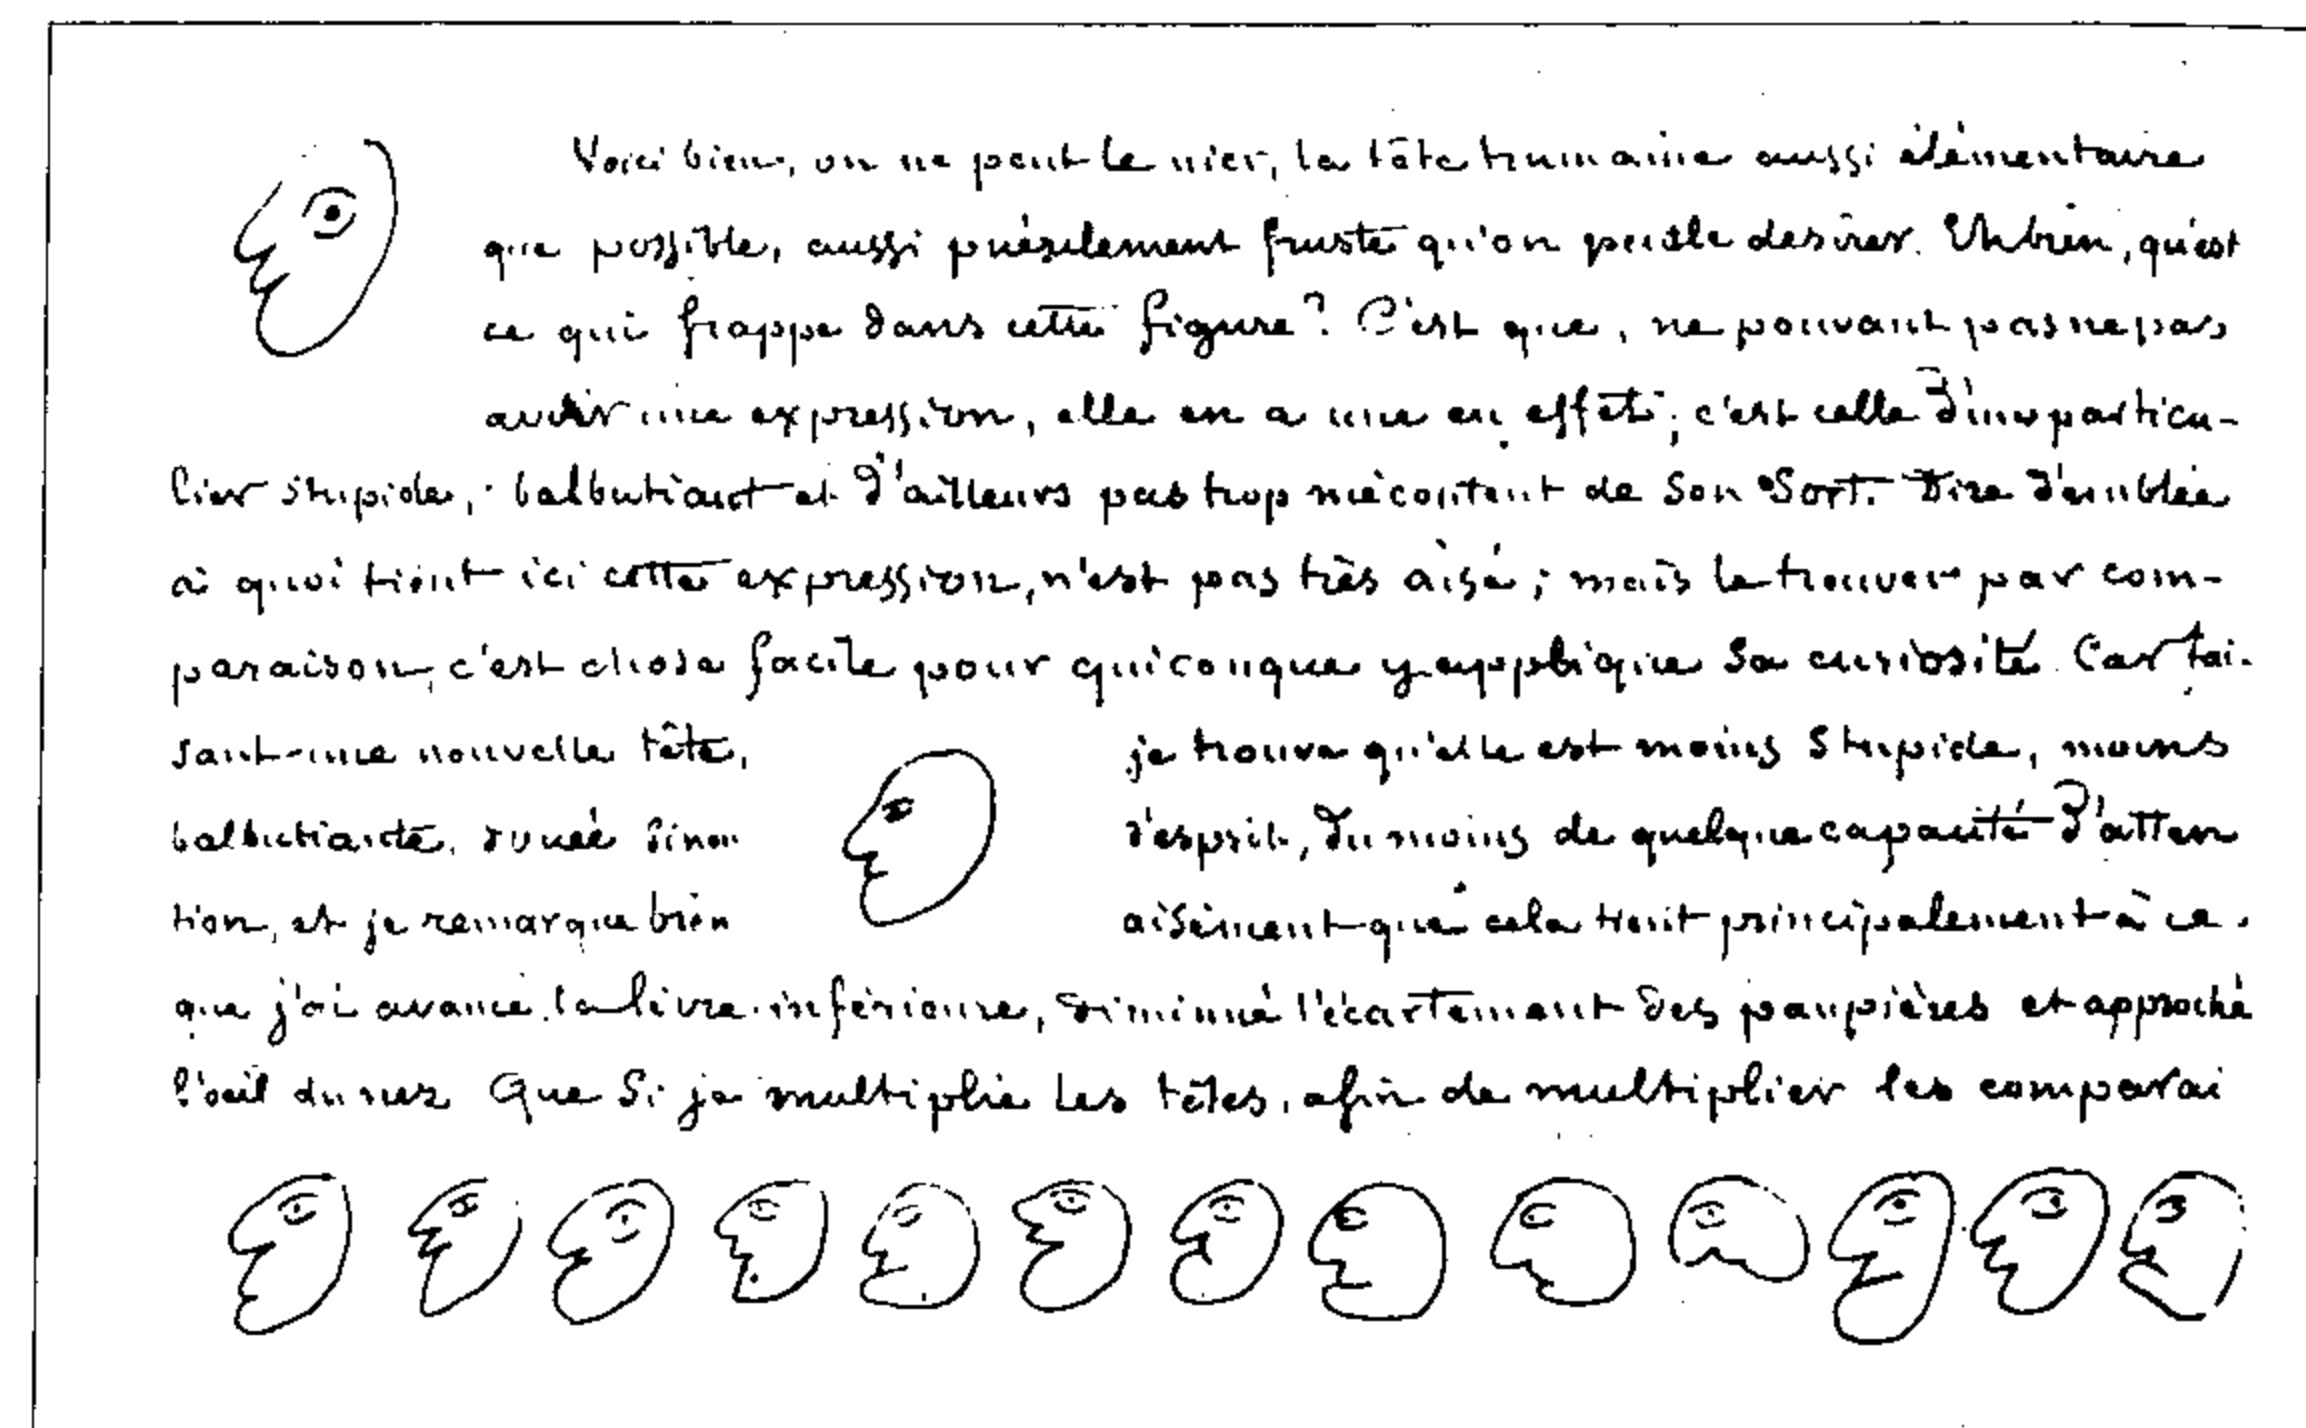 Voici bien, on ne peut le nier, la tête humaine aussi élémentaire
que possible, aussi puérilement fruste qu'on puisse desirer. Eh bien, qu'est
ce qui frappe dans cette figure? C'est que, ne pouvant pas ne pas
avoir une expression, elle en a une en effet; c'est celle d'un particu-
lier stupide, balbutiant et d'ailleurs pas trop mécontent de son sort. Dire d'emblée
à quoi tient ici cette expression, n'est pas très aisé; mais le trouver par com-
paraison, c'est chose facile pour quiconque y applique sa curiosité. Car fai-
sant une nouvelle tête, je trouve qu'elle est moins stupide, moins
balbutiante, douée sinon d'esprit, du moins de quelque capacité d'atten
tion, et je remarque bien aisément que cela tient principalement à ce
que j'ai avancé la lèvre inférieure, diminué l'écartement des paupières et approché
l'oeil du nez. Que si je multiplie les têtes, afin de multiplier les comparai